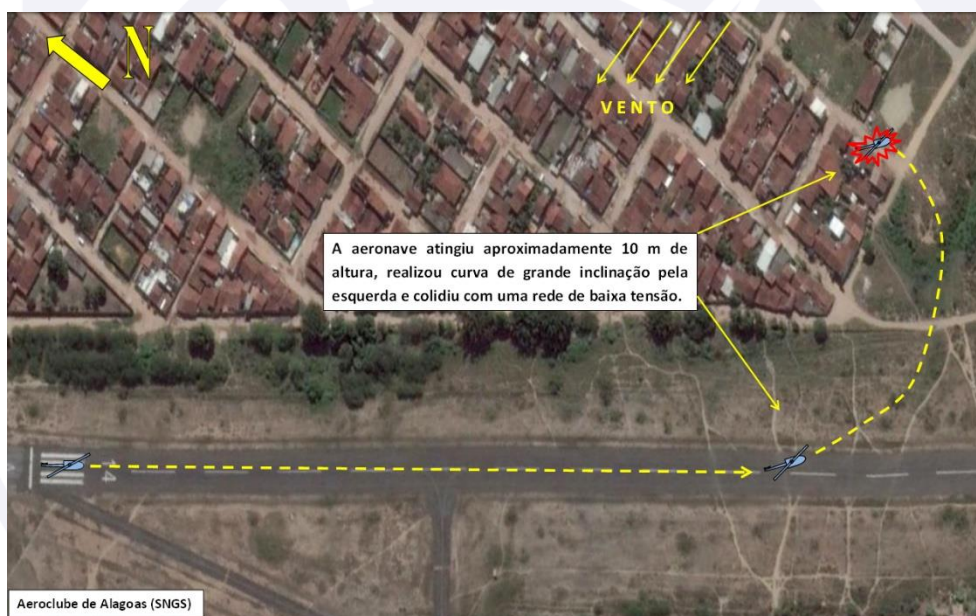 N
VENTO
A aeronave atingiu aproximadamente 10 m de
altura, realizou curva de grande inclinação pela
esquerda e colidiu com uma rede de baixa tensão.
14
Aeroclube de Alagoas (SNGS)